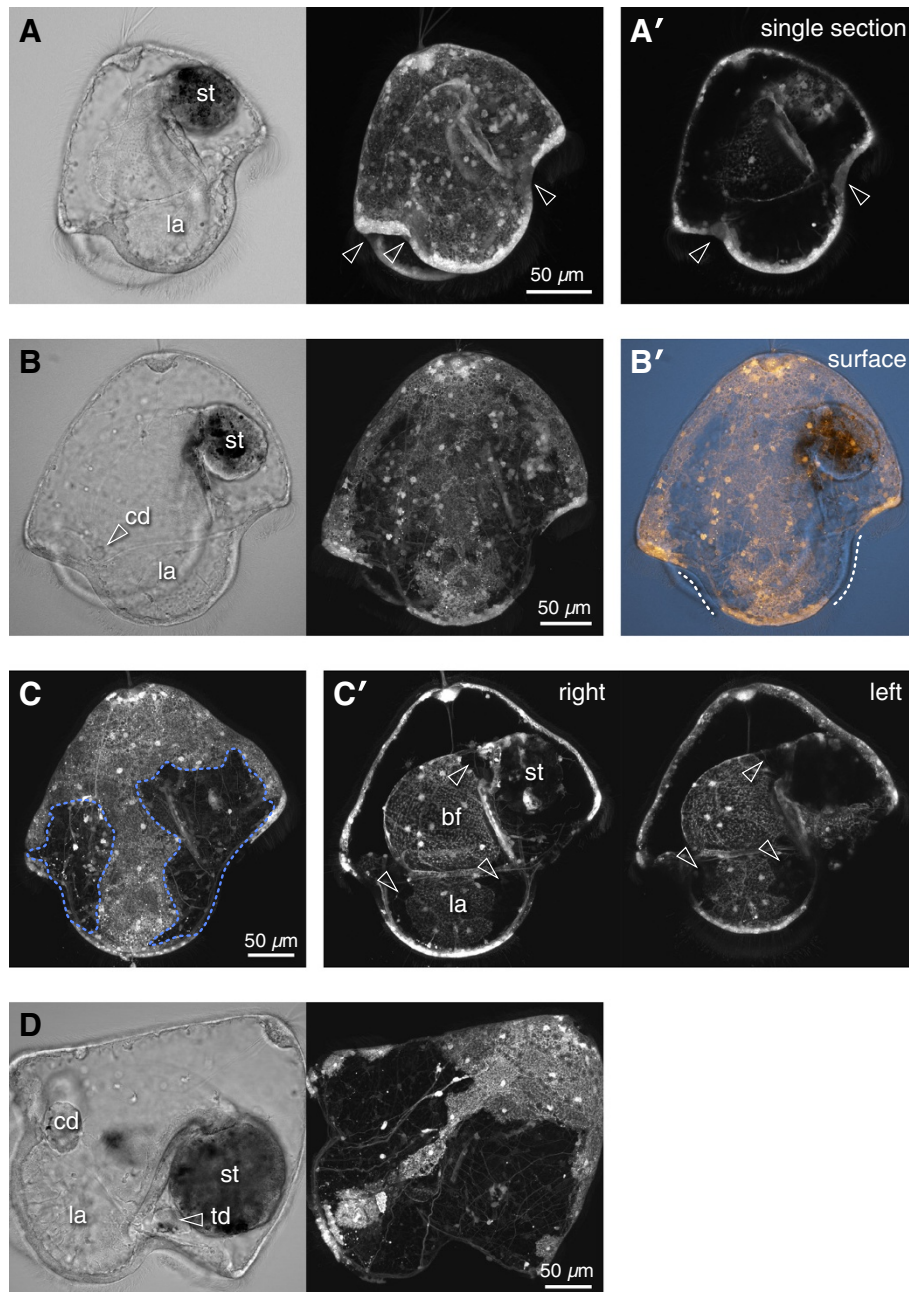 A
st
la
50 µm
A′
single section
B
st
cd
la
50 µm
B′
surface
C
50 µm
C′
right
st
bf
la
left
D
cd
st
la
td
50 µm